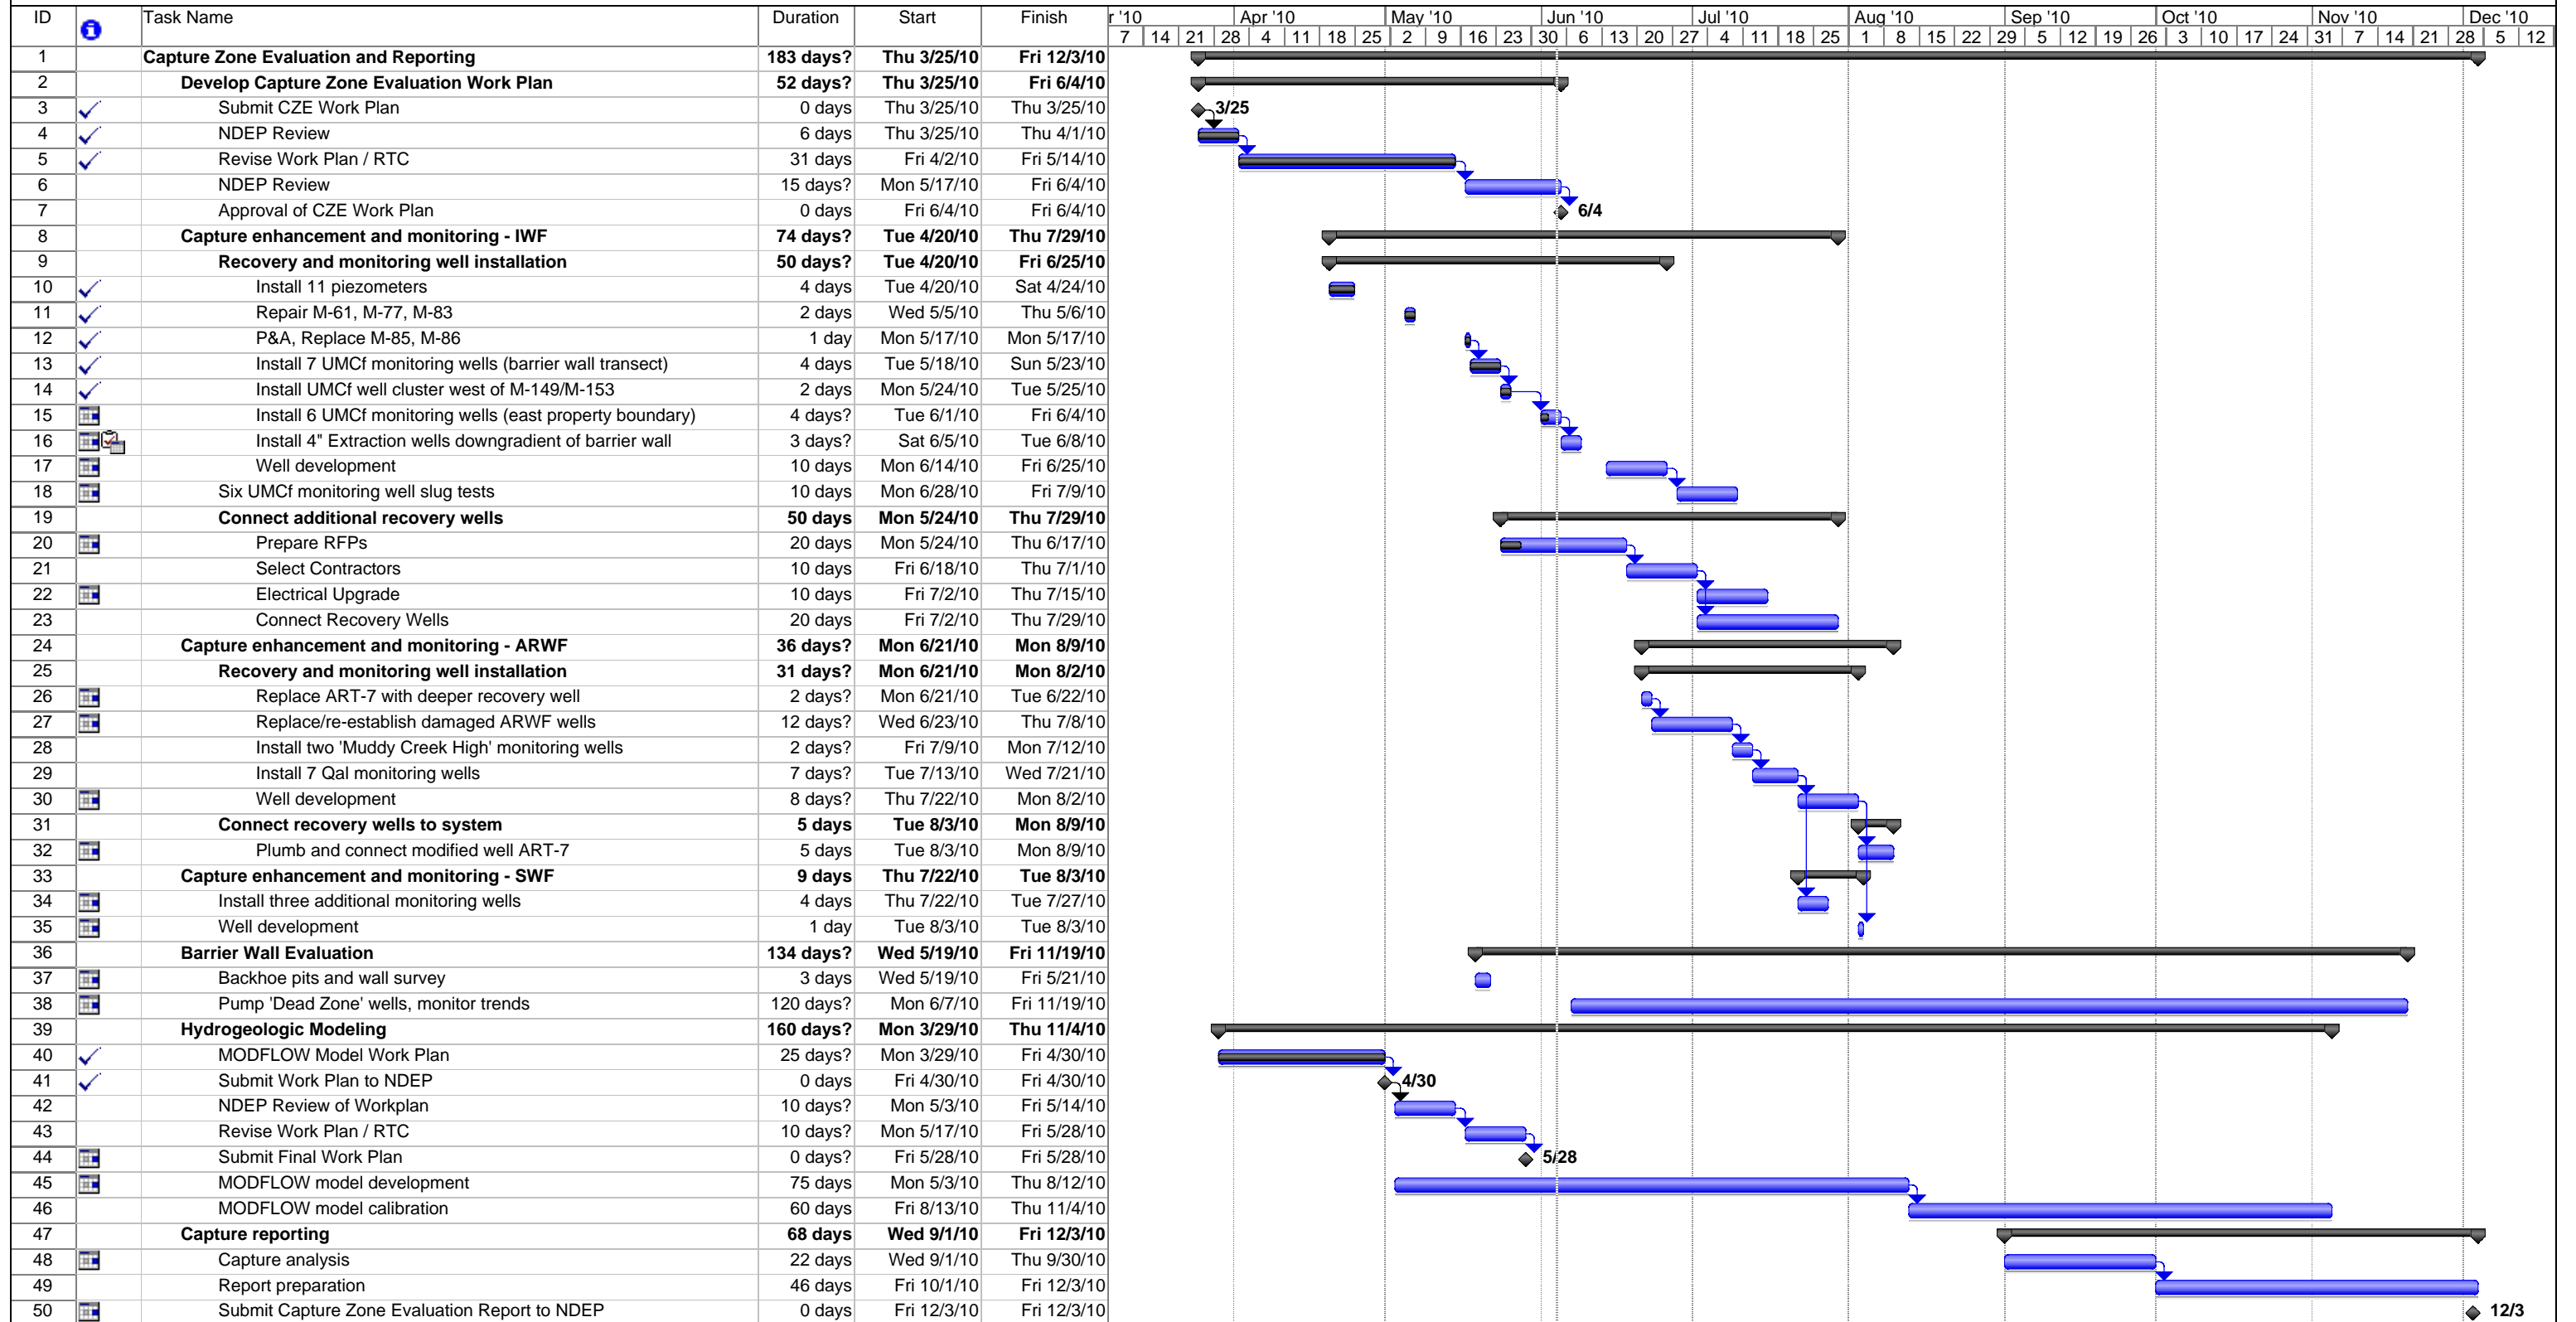 ID Task Name Duration Start Finish r '10 Apr '10 May '10 Jun '10 Jul '10 Aug '10 Sep '10 Oct '10 Nov '10 Dec '10
7 14 21 28 4 11 18 25 2 9 16 23 30 6 13 20 27 4 11 18 25 1 8 15 22 29 5 12 19 26 3 10 17 24 31 7 14 21 28 5 12
1 Capture Zone Evaluation and Reporting 183 days? Thu 3/25/10 Fri 12/3/10
2 Develop Capture Zone Evaluation Work Plan 52 days? Thu 3/25/10 Fri 6/4/10
3 Submit CZE Work Plan 0 days Thu 3/25/10 Thu 3/25/10 3/25
4 NDEP Review 6 days Thu 3/25/10 Thu 4/1/10
5 Revise Work Plan / RTC 31 days Fri 4/2/10 Fri 5/14/10
6 NDEP Review 15 days? Mon 5/17/10 Fri 6/4/10
7 Approval of CZE Work Plan 0 days Fri 6/4/10 Fri 6/4/10 6/4
8 Capture enhancement and monitoring - IWF 74 days? Tue 4/20/10 Thu 7/29/10
9 Recovery and monitoring well installation 50 days? Tue 4/20/10 Fri 6/25/10
10 Install 11 piezometers 4 days Tue 4/20/10 Sat 4/24/10
11 Repair M-61, M-77, M-83 2 days Wed 5/5/10 Thu 5/6/10
12 P&A, Replace M-85, M-86 1 day Mon 5/17/10 Mon 5/17/10
13 Install 7 UMCf monitoring wells (barrier wall transect) 4 days Tue 5/18/10 Sun 5/23/10
14 Install UMCf well cluster west of M-149/M-153 2 days Mon 5/24/10 Tue 5/25/10
15 Install 6 UMCf monitoring wells (east property boundary) 4 days? Tue 6/1/10 Fri 6/4/10
16 Install 4" Extraction wells downgradient of barrier wall 3 days? Sat 6/5/10 Tue 6/8/10
17 Well development 10 days Mon 6/14/10 Fri 6/25/10
18 Six UMCf monitoring well slug tests 10 days Mon 6/28/10 Fri 7/9/10
19 Connect additional recovery wells 50 days Mon 5/24/10 Thu 7/29/10
20 Prepare RFPs 20 days Mon 5/24/10 Thu 6/17/10
21 Select Contractors 10 days Fri 6/18/10 Thu 7/1/10
22 Electrical Upgrade 10 days Fri 7/2/10 Thu 7/15/10
23 Connect Recovery Wells 20 days Fri 7/2/10 Thu 7/29/10
24 Capture enhancement and monitoring - ARWF 36 days? Mon 6/21/10 Mon 8/9/10
25 Recovery and monitoring well installation 31 days? Mon 6/21/10 Mon 8/2/10
26 Replace ART-7 with deeper recovery well 2 days? Mon 6/21/10 Tue 6/22/10
27 Replace/re-establish damaged ARWF wells 12 days? Wed 6/23/10 Thu 7/8/10
28 Install two 'Muddy Creek High' monitoring wells 2 days? Fri 7/9/10 Mon 7/12/10
29 Install 7 Qal monitoring wells 7 days? Tue 7/13/10 Wed 7/21/10
30 Well development 8 days? Thu 7/22/10 Mon 8/2/10
31 Connect recovery wells to system 5 days Tue 8/3/10 Mon 8/9/10
32 Plumb and connect modified well ART-7 5 days Tue 8/3/10 Mon 8/9/10
33 Capture enhancement and monitoring - SWF 9 days Thu 7/22/10 Tue 8/3/10
34 Install three additional monitoring wells 4 days Thu 7/22/10 Tue 7/27/10
35 Well development 1 day Tue 8/3/10 Tue 8/3/10
36 Barrier Wall Evaluation 134 days? Wed 5/19/10 Fri 11/19/10
37 Backhoe pits and wall survey 3 days Wed 5/19/10 Fri 5/21/10
38 Pump 'Dead Zone' wells, monitor trends 120 days? Mon 6/7/10 Fri 11/19/10
39 Hydrogeologic Modeling 160 days? Mon 3/29/10 Thu 11/4/10
40 MODFLOW Model Work Plan 25 days? Mon 3/29/10 Fri 4/30/10
41 Submit Work Plan to NDEP 0 days Fri 4/30/10 Fri 4/30/10 4/30
42 NDEP Review of Workplan 10 days? Mon 5/3/10 Fri 5/14/10
43 Revise Work Plan / RTC 10 days? Mon 5/17/10 Fri 5/28/10
44 Submit Final Work Plan 0 days? Fri 5/28/10 Fri 5/28/10 5/28
45 MODFLOW model development 75 days Mon 5/3/10 Thu 8/12/10
46 MODFLOW model calibration 60 days Fri 8/13/10 Thu 11/4/10
47 Capture reporting 68 days Wed 9/1/10 Fri 12/3/10
48 Capture analysis 22 days Wed 9/1/10 Thu 9/30/10
49 Report preparation 46 days Fri 10/1/10 Fri 12/3/10
50 Submit Capture Zone Evaluation Report to NDEP 0 days Fri 12/3/10 Fri 12/3/10 12/3